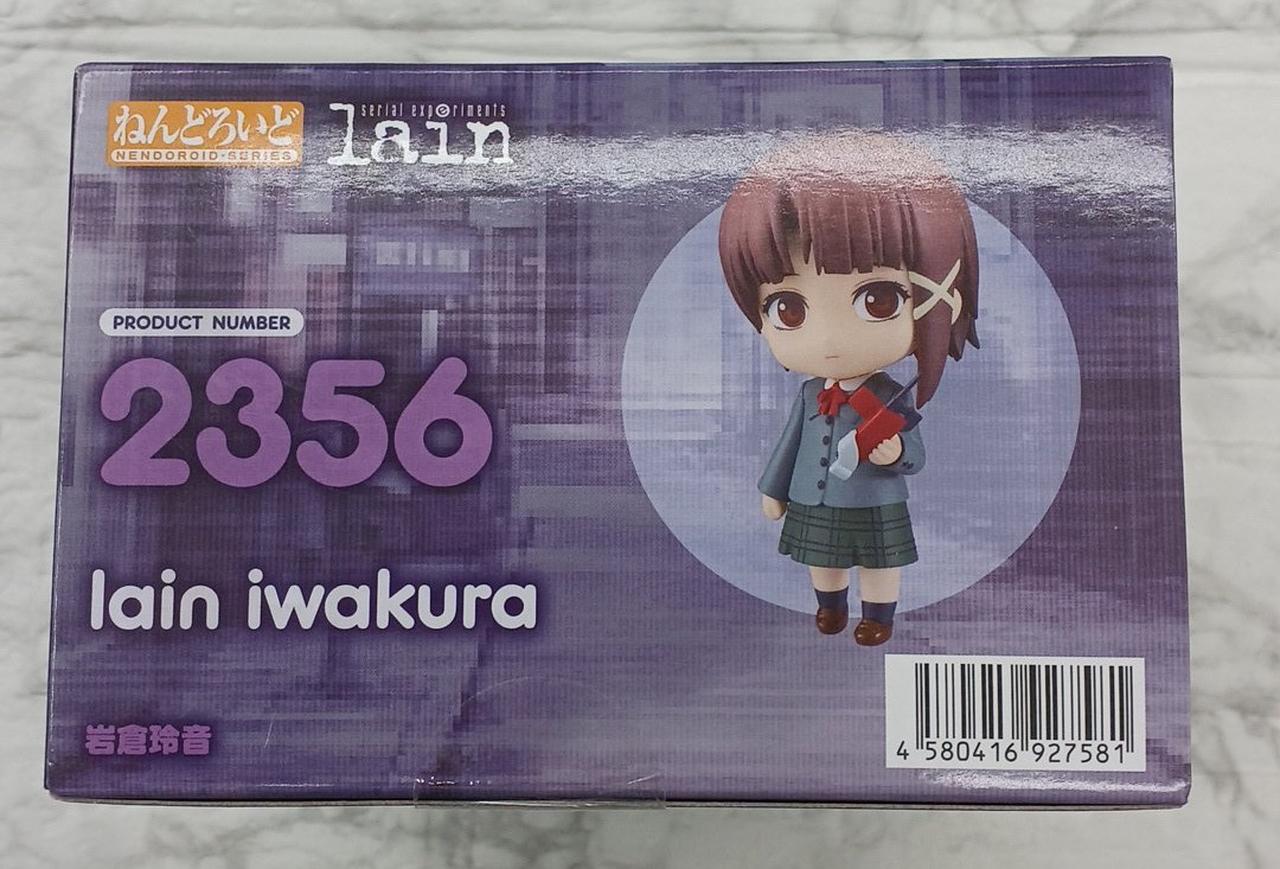 ねんどろいど
NENDOROID·SERIES
serial experiments
lain
PRODUCT NUMBER
2356
lain iwakura
岩倉玲音
4 580416 927581